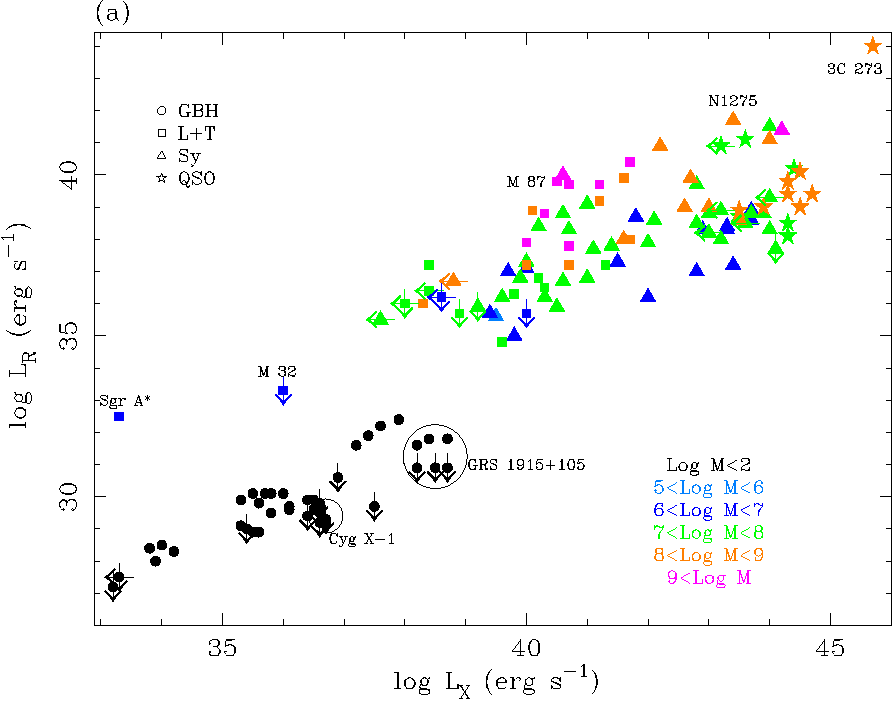 (a)
3C 273
N1275
GBH
L+T
Sy
QSO
M 87
40
log L_R (erg s⁻¹)
35
M 32
Sgr A*
GRS 1915+105
Log M<2
5<Log M<6
6<Log M<7
7<Log M<8
8<Log M<9
9<Log M
30
Cyg X−1
35
40
45
log L_X (erg s⁻¹)